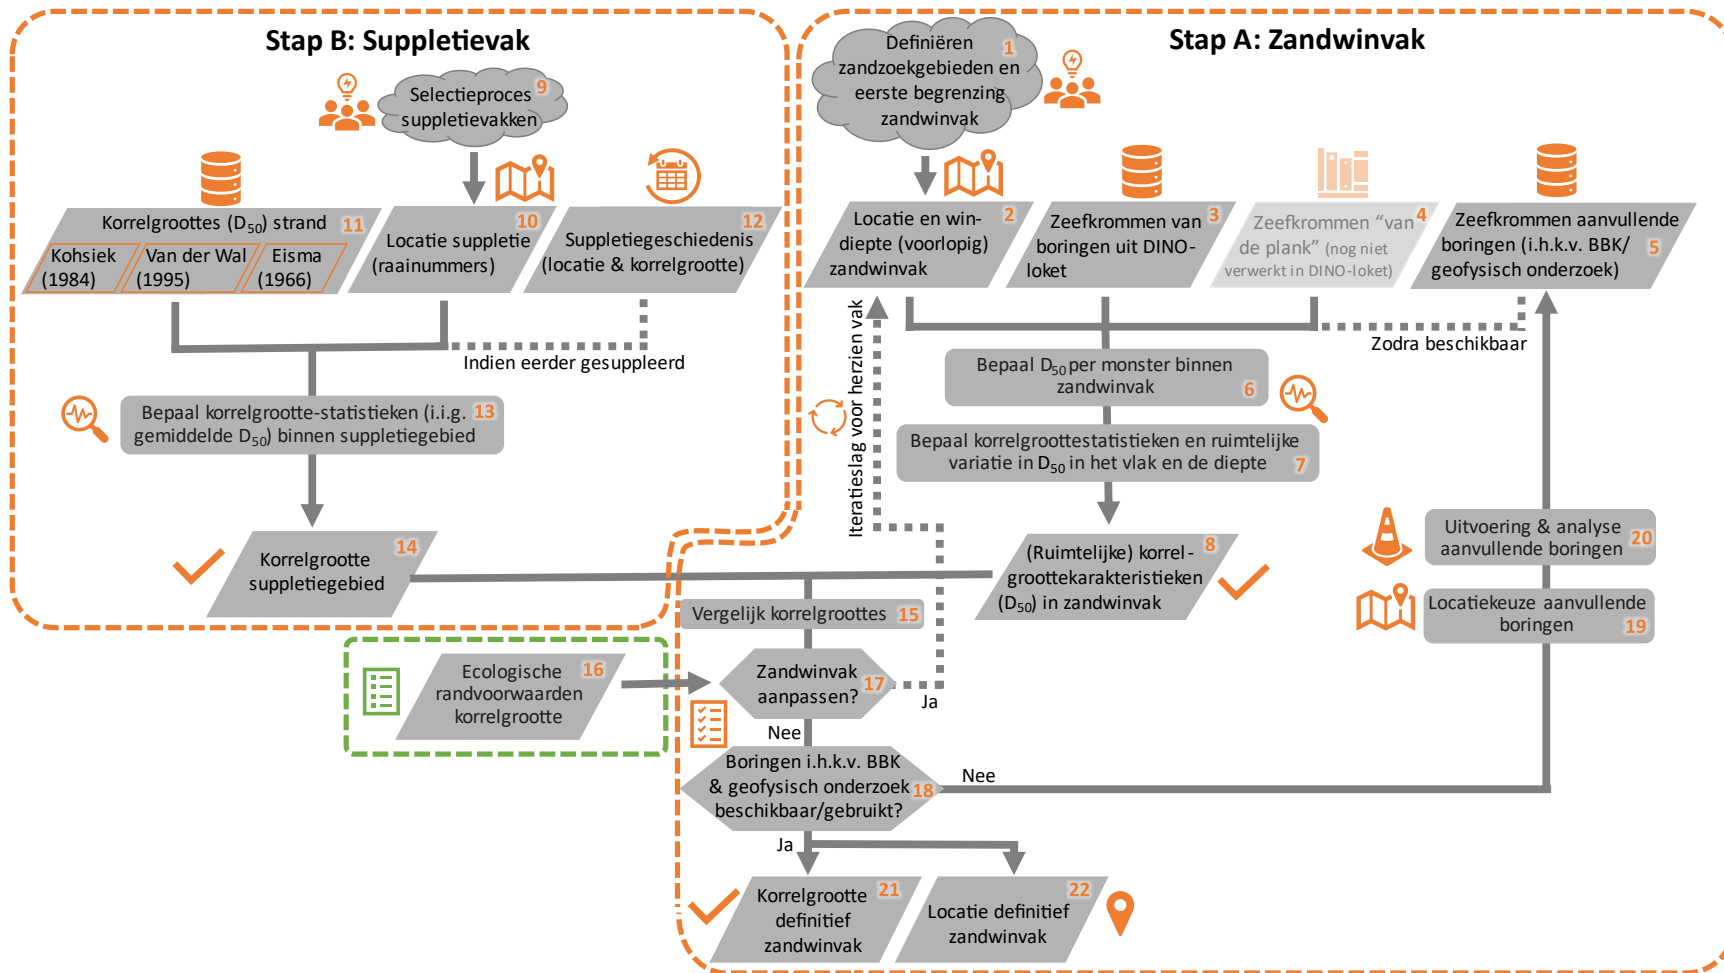 Stap B: Suppletievak
Stap A: Zandwinvak
Selectieproces 9
suppletievakken
Definiëren 1
zandzoekgebieden en
eerste begrenzing
zandwinvak
Korrelgroottes (D50) strand 11
Kohsiek
(1984)
Van der Wal
(1995)
Eisma
(1966)
10
Locatie suppletie
(raainummers)
12
Suppletiegeschiedenis
(locatie & korrelgrootte)
Indien eerder gesuppleerd
Bepaal korrelgrootte-statistieken (i.i.g. 13
gemiddelde D50) binnen suppletiegebied
14
Korrelgrootte
suppletiegebied
Locatie en win- 2
diepte (voorlopig)
zandwinvak
Zeefkrommen van 3
boringen uit DINO-
loket
Zeefkrommen “van 4
de plank” (nog niet
verwerkt in DINO-loket)
Zeefkrommen aanvullende
boringen (i.h.k.v. BBK/ 5
geofysisch onderzoek)
Zodra beschikbaar
Iteratieslag voor herzien vak
Bepaal D50 per monster binnen
zandwinvak 6
Bepaal korrelgroottestatistieken en ruimtelijke
variatie in D50 in het vlak en de diepte 7
(Ruimtelijke) korrel- 8
groottekarakteristieken
(D50) in zandwinvak
Uitvoering & analyse 20
aanvullende boringen
Locatiekeuze aanvullende
boringen 19
Vergelijk korrelgroottes 15
Ecologische 16
randvoorwaarden
korrelgrootte
Zandwinvak 17
aanpassen?
Ja
Nee
Boringen i.h.k.v. BBK
& geofysisch onderzoek 18
beschikbaar/gebruikt?
Nee
Ja
Korrelgrootte 21
definitief
zandwinvak
22
Locatie definitief
zandwinvak